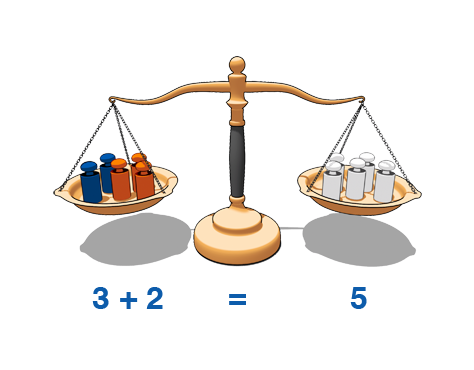 3 + 2 = 5